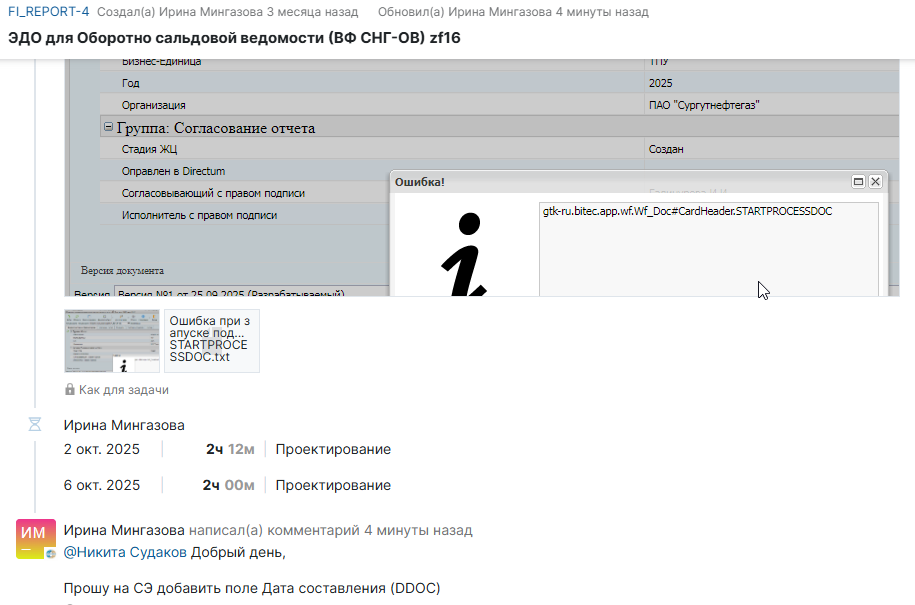 FI_REPORT-4 Создал(а) Ирина Мингазова 3 месяца назад Обновил(а) Ирина Мингазова 4 минуты назад
ЭДО для Оборотно сальдовой ведомости (ВФ СНГ-ОВ) zf16
Бизнес-Единица ТПУ
Год 2025
Организация ПАО "Сургутнефтегаз"
Группа: Согласование отчета
Стадия ЖЦ Создан
Оправлен в Directum
Согласовывающий с правом подписи
Исполнитель с правом подписи
Ошибка!
gtk-ru.bitec.app.wf.Wf_Doc#CardHeader.STARTPROCESSDOC
Версия документа
Версия Версия №1 от 25.09.2025 (Разрабатываемый)
Ошибка при з
апуске под...
STARTPROCE
SSDOC.txt
Как для задачи
Ирина Мингазова
2 окт. 2025 2ч 12м Проектирование
6 окт. 2025 2ч 00м Проектирование
ИМ
Ирина Мингазова написал(а) комментарий 4 минуты назад
@Никита Судаков Добрый день,
Прошу на СЭ добавить поле Дата составления (DDOC)